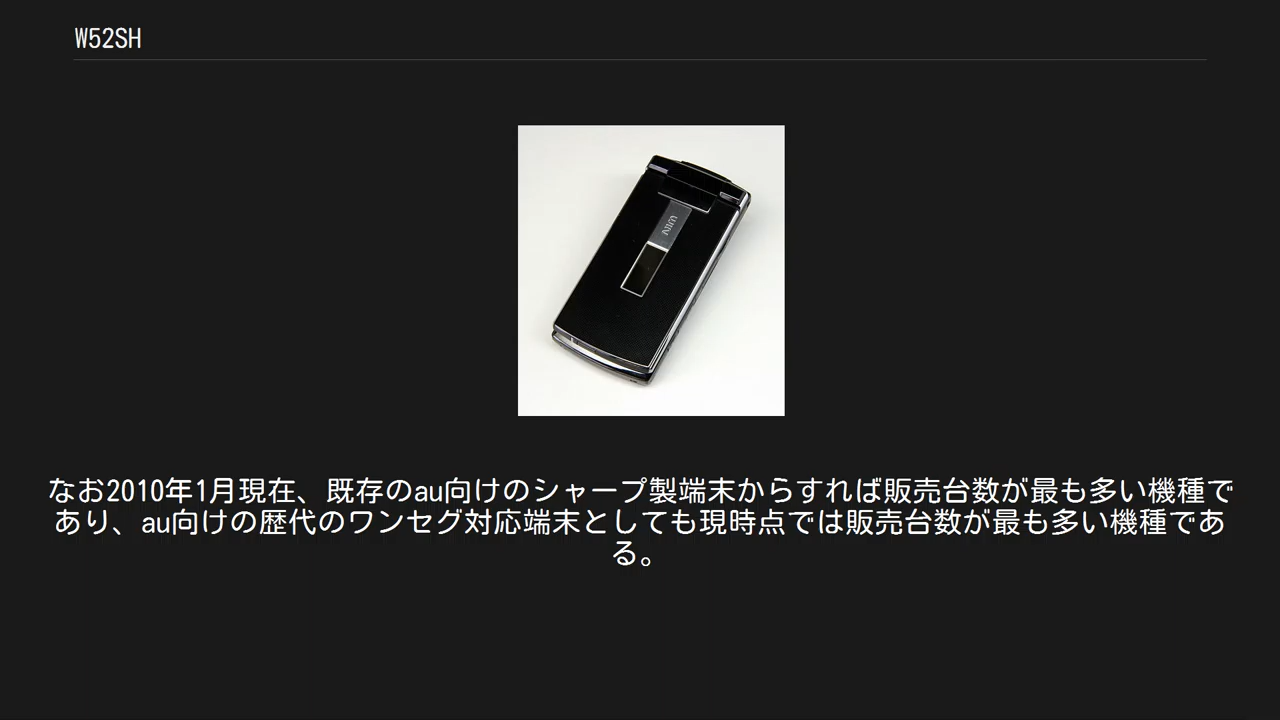 W52SH
なお2010年1月現在、既存のau向けのシャープ製端末からすれば販売台数が最も多い機種で
あり、au向けの歴代のワンセグ対応端末としても現時点では販売台数が最も多い機種であ
る。